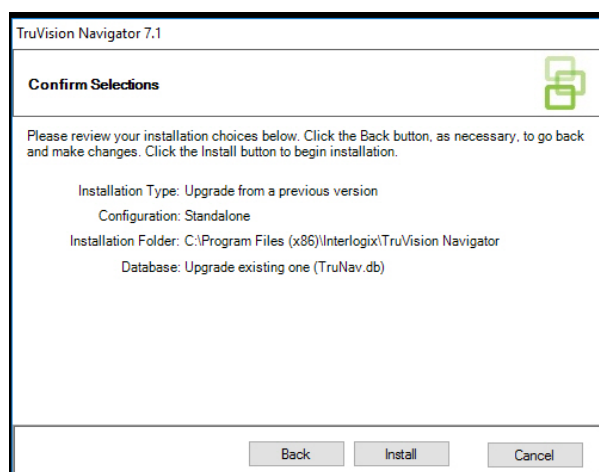 TruVision Navigator 7.1
Confirm Selections
Please review your installation choices below. Click the Back button, as necessary, to go back
and make changes. Click the Install button to begin installation.
Installation Type: Upgrade from a previous version
Configuration: Standalone
Installation Folder: C:\Program Files (x86)\Interlogix\TruVision Navigator
Database: Upgrade existing one (TruNav.db)
Back Install Cancel